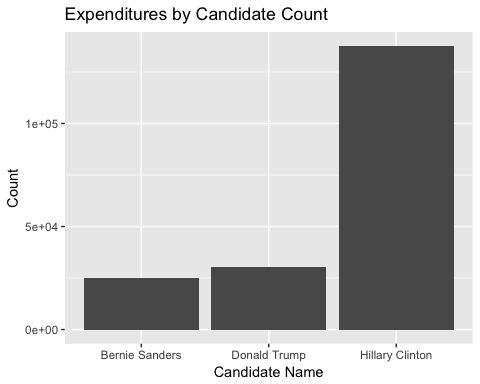 Expenditures by Candidate Count
Count
1e+05
5e+04
0e+00
Bernie Sanders Donald Trump Hillary Clinton
Candidate Name